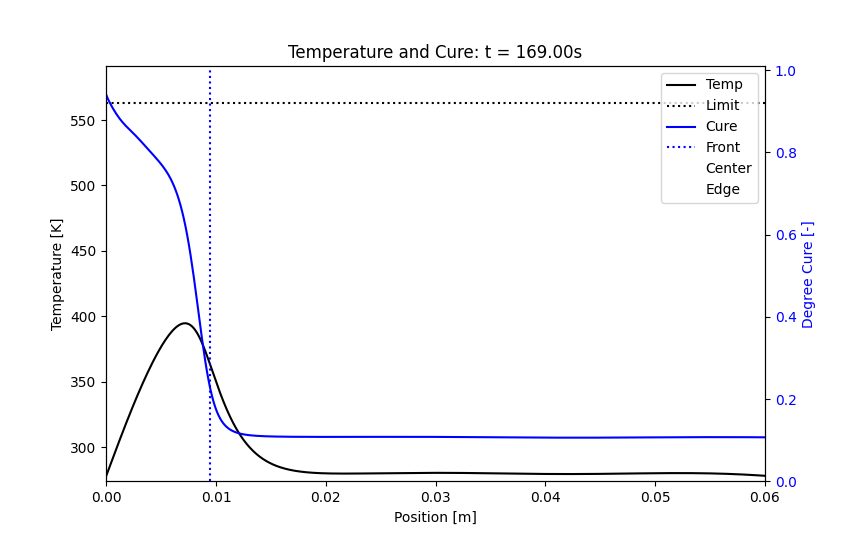 Temperature and Cure: t = 169.00s
Temp
Limit
Cure
Front
Center
Edge
Temperature [K]
550
500
450
400
350
300
Degree Cure [-]
1.0
0.8
0.6
0.4
0.2
0.0
0.00 0.01 0.02 0.03 0.04 0.05 0.06
Position [m]